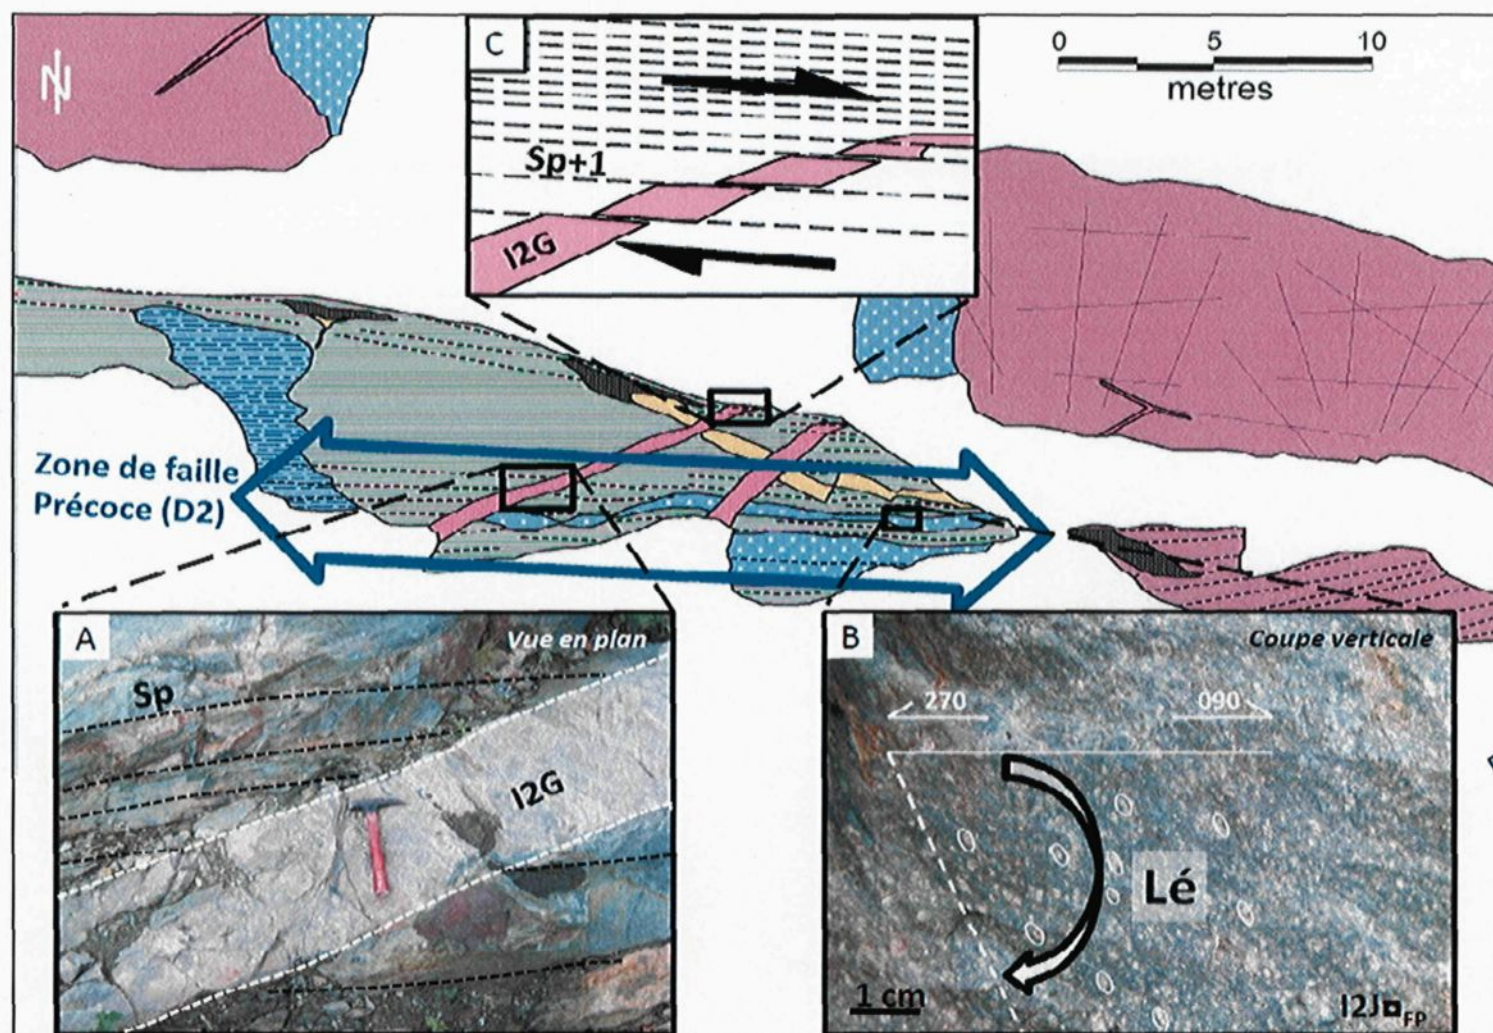 N
C
0 5 10
metres
Sp+1
I2G
Zone de faille
Précoce (D2)
A
Vue en plan
Sp
I2G
B
Coupe verticale
270 090
Lé
1 cm
I2J¤FP